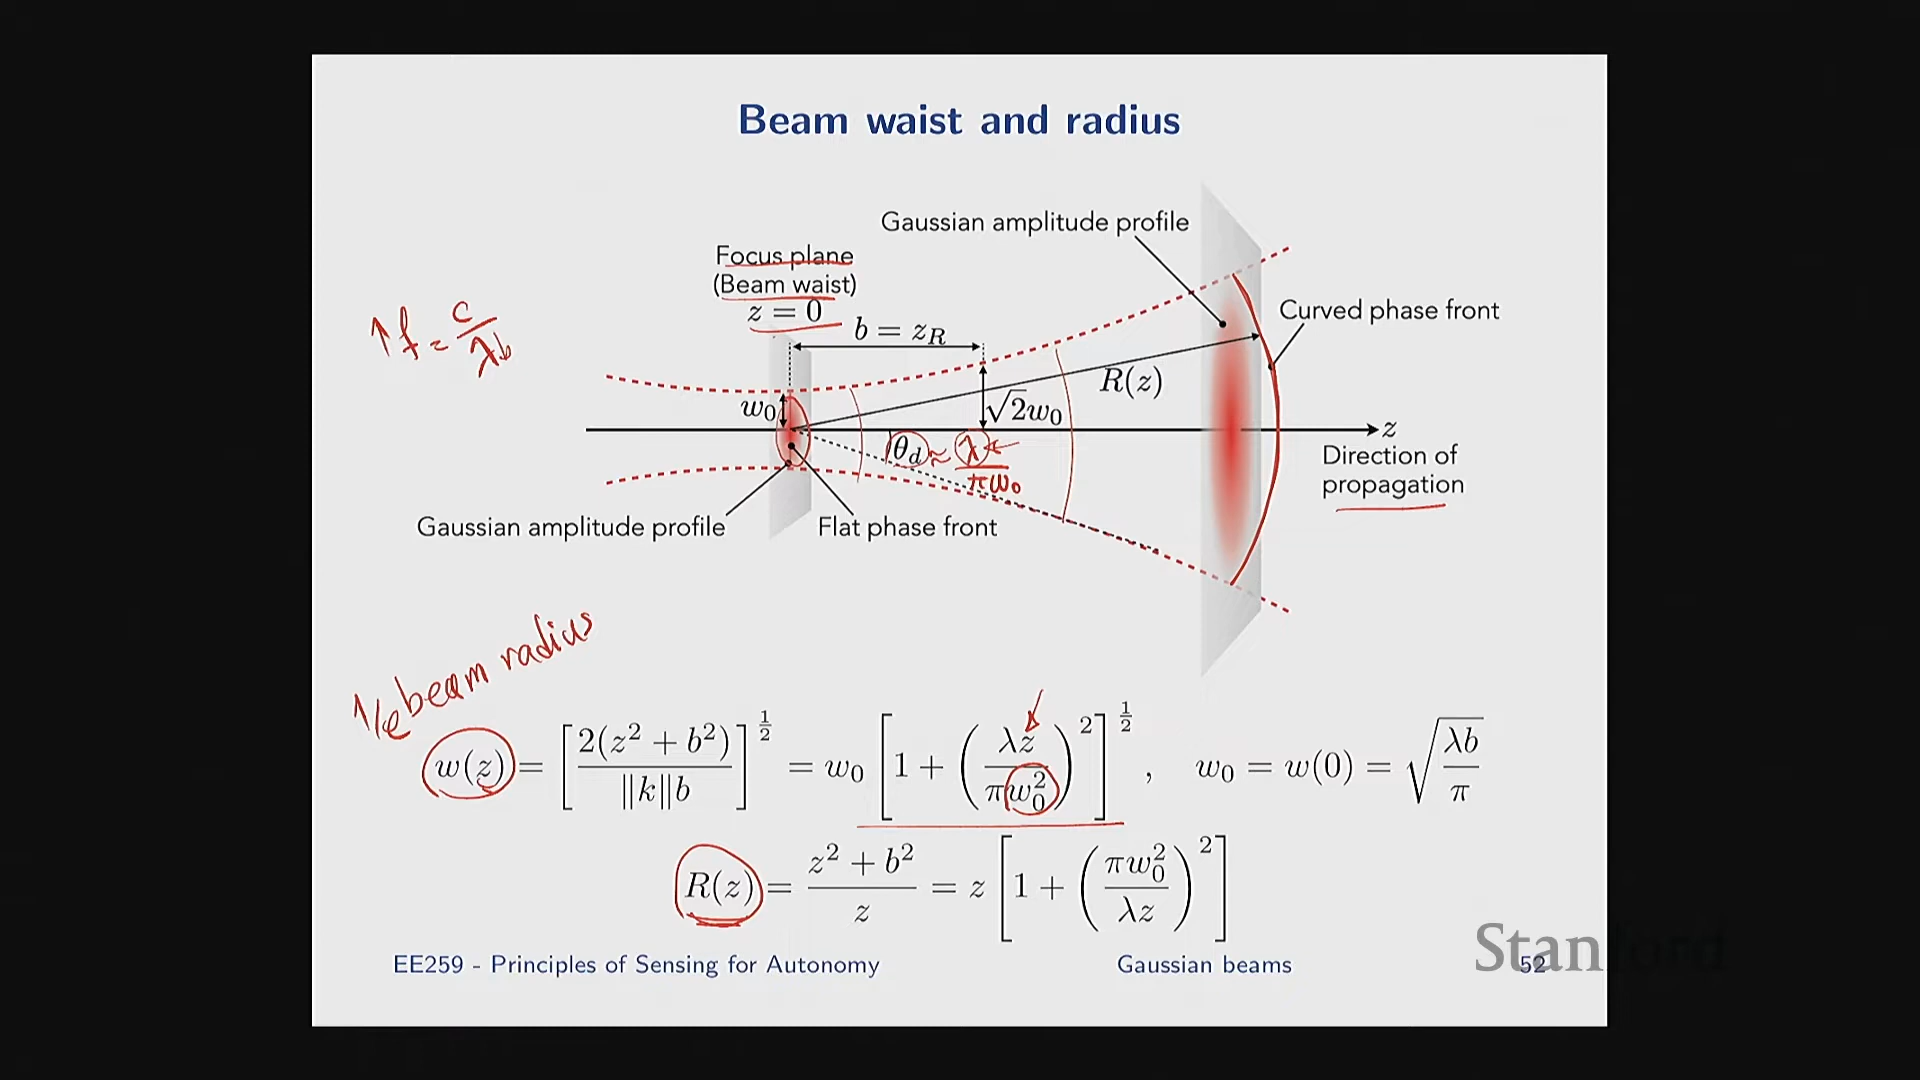 Beam waist and radius
Gaussian amplitude profile
Focus plane
(Beam waist)
z = 0
b = z_R
Curved phase front
↑f = c/λ↓
R(z)
w_0
√2w_0
z
θ_d ≈ λ/πw_0
Direction of
propagation
Gaussian amplitude profile
Flat phase front
1/e beam radius
w(z) = [2(z² + b²)/‖k‖b]^{1/2} = w_0 [1 + (λz/πw_0²)²]^{1/2} , w_0 = w(0) = √(λb/π)
R(z) = (z² + b²)/z = z [1 + (πw_0²/λz)²]
EE259 - Principles of Sensing for Autonomy
Gaussian beams
52
Stanford